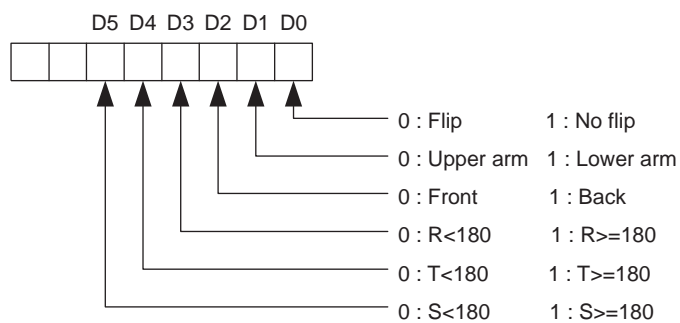 D5 D4 D3 D2 D1 D0
0 : Flip 1 : No flip
0 : Upper arm 1 : Lower arm
0 : Front 1 : Back
0 : R<180 1 : R>=180
0 : T<180 1 : T>=180
0 : S<180 1 : S>=180